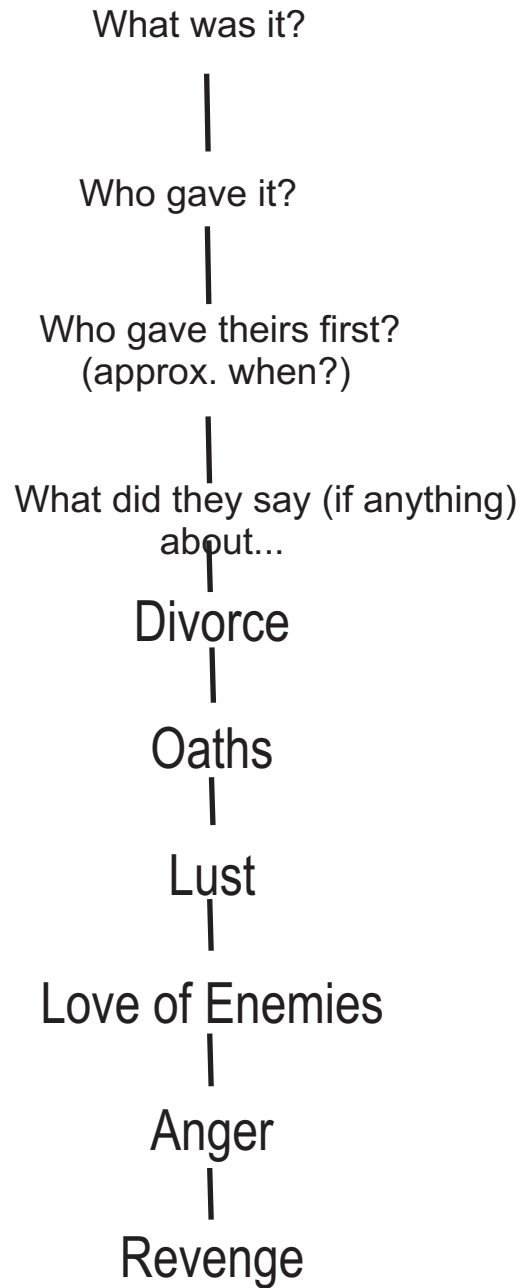 What was it?
Who gave it?
Who gave theirs first?
(approx. when?)
What did they say (if anything)
about...
Divorce
Oaths
Lust
Love of Enemies
Anger
Revenge